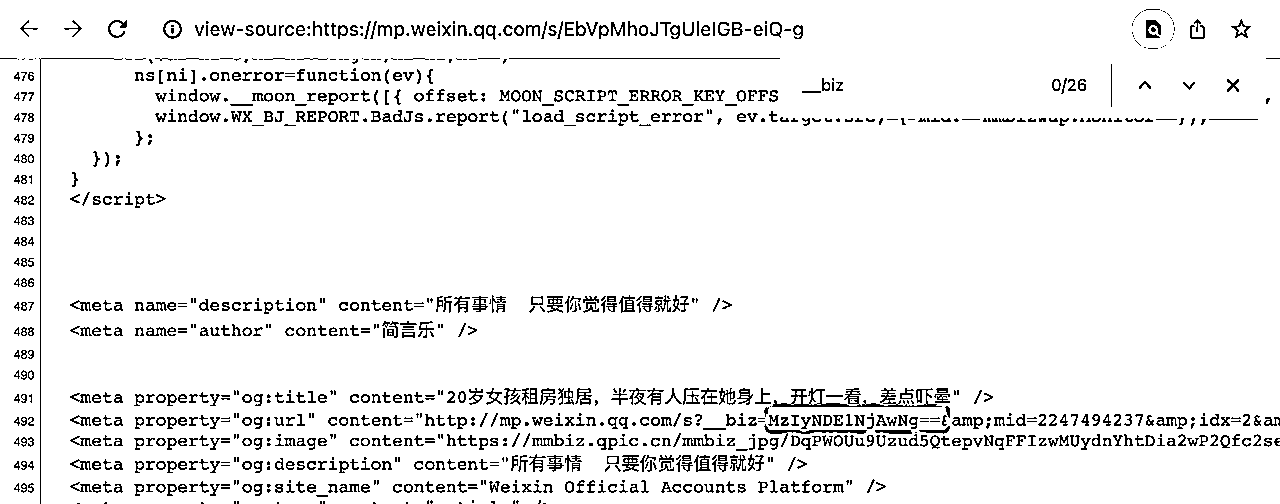 view-source:https://mp.weixin.qq.com/s/EbVpMhoJTgUleIGB-eiQ-g
__biz 0/26
476 ns[ni].onerror=function(ev){
477 window.__moon_report([{ offset: MOON_SCRIPT_ERROR_KEY_OFFS
478 window.WX_BJ_REPORT.BadJs.report("load_script_error",
479 };
480 });
481 }
482 </script>
483
484
485
486
487 <meta name="description" content="所有事情 只要你觉得值得就好" />
488 <meta name="author" content="简言乐" />
489
490
491 <meta property="og:title" content="20岁女孩租房独居，半夜有人压在她身上，开灯一看，差点吓晕" />
492 <meta property="og:url" content="http://mp.weixin.qq.com/s?__biz=MzIyNDE1NjAwNg==&amp;mid=2247494237&amp;idx=2&am
493 <meta property="og:image" content="https://mmbiz.qpic.cn/mmbiz_jpg/DqPWOUu9Uzud5QtepvNqFFIzwMUydnYhtDia2wP2Qfc2se
494 <meta property="og:description" content="所有事情 只要你觉得值得就好" />
495 <meta property="og:site_name" content="Weixin Official Accounts Platform" />